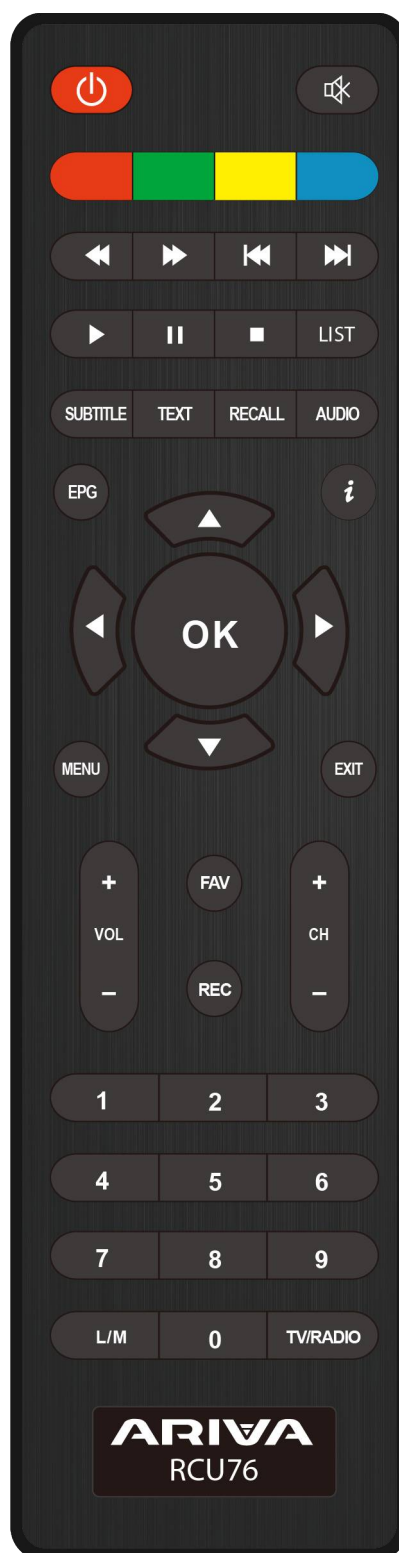 LIST
SUBTITLE TEXT RECALL AUDIO
EPG i
OK
MENU EXIT
+ FAV +
VOL CH
− REC −
1 2 3
4 5 6
7 8 9
L/M 0 TV/RADIO
ARIVA
RCU76